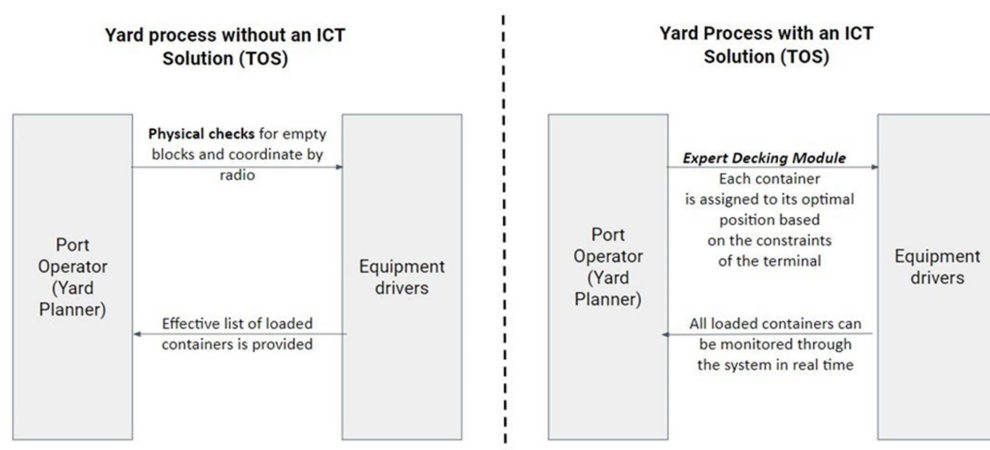 Yard process without an ICT
Solution (TOS)
Port
Operator
(Yard
Planner)
Physical checks for empty
blocks and coordinate by
radio
Effective list of loaded
containers is provided
Equipment
drivers
Yard Process with an ICT
Solution (TOS)
Port
Operator
(Yard
Planner)
Expert Decking Module
Each container
is assigned to its optimal
position based
on the constraints
of the terminal
All loaded containers can
be monitored through
the system in real time
Equipment
drivers